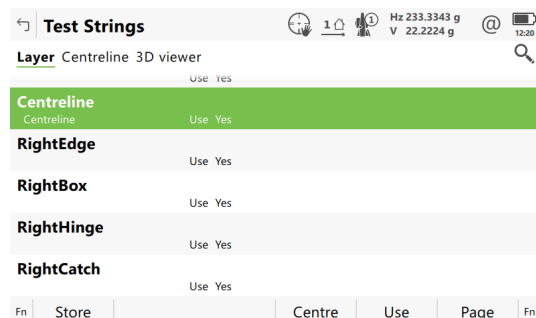 Test Strings
1
1
Hz 233.3343 g
V 22.2224 g
@
12:20
Layer Centreline 3D viewer
Use Yes
Centreline
Centreline Use Yes
RightEdge
Use Yes
RightBox
Use Yes
RightHinge
Use Yes
RightCatch
Use Yes
Fn Store Centre Use Page Fn